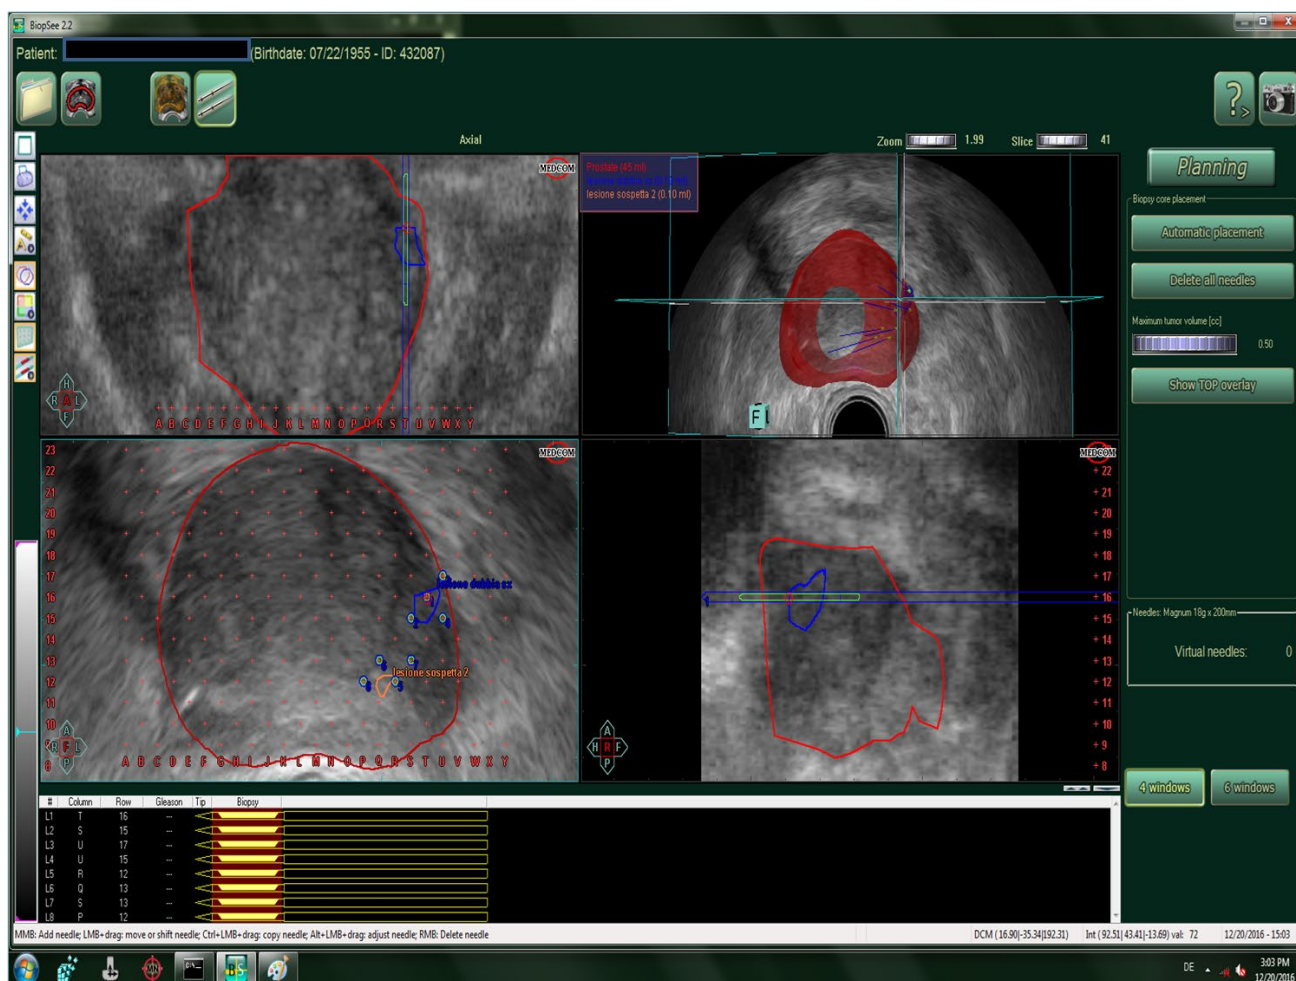 BiopSee 2.2
Patient: (Birthdate: 07/22/1955 - ID: 432087)
Axial
Zoom 1.99 Slice 41
MEDCOM
Prostate (45 ml)
lesione sospetta 2 (0.10 ml)
Planning
Biopsy core placement
Automatic placement
Delete all needles
Maximum tumor volume [cc]
0.50
Show TOP overlay
H
R A L
F
A B C D E F G H I J K L M N O P Q R S T U V W X Y
F
23
22
21
20
19
18
17
16
15
14
13
12
11
10
9
8
MEDCOM
lesione dubbia sx
lesione sospetta 2
A
R F L
P
A B C D E F G H I J K L M N O P Q R S T U V W X Y
MEDCOM
+ 22
+ 21
+ 20
+ 19
+ 18
+ 17
+ 16
+ 15
+ 14
+ 13
+ 12
+ 11
+ 10
+ 9
+ 8
1
A
H R F
P
Needles: Magnum 18g x 200mm
Virtual needles: 0
4 windows 6 windows
# Column Row Gleason Tip Biopsy
L1 T 16 ---
L2 S 15 ---
L3 U 17 ---
L4 U 15 ---
L5 R 12 ---
L6 Q 13 ---
L7 S 13 ---
L8 P 12 ---
MMB: Add needle; LMB+drag: move or shift needle; Ctrl+LMB+drag: copy needle; Alt+LMB+drag: adjust needle; RMB: Delete needle
DCM (16.90|-35.34|192.31) Int (92.51|43.41|-13.69) val: 72 12/20/2016 - 15:03
DE
3:03 PM
12/20/2016